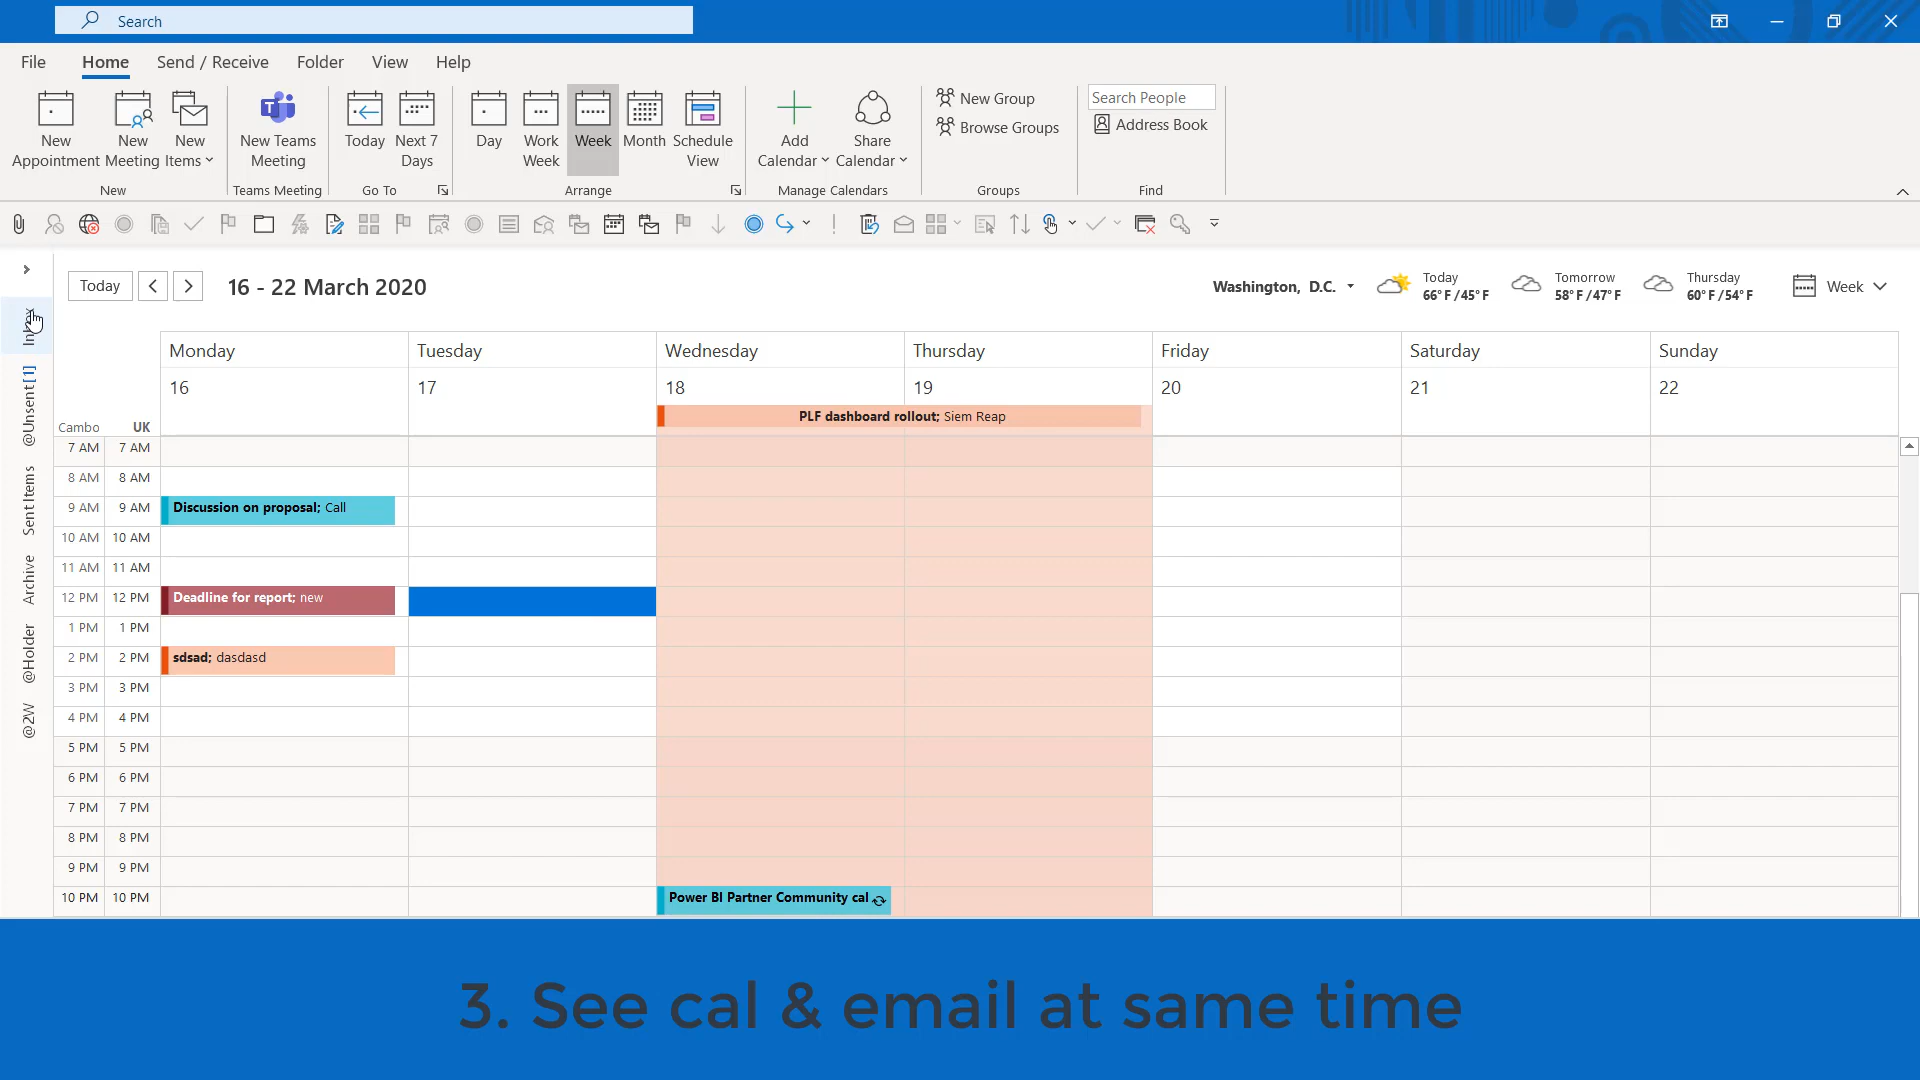 Search
File Home Send / Receive Folder View Help
New Appointment
New Meeting
New Items
New
New Teams Meeting
Teams Meeting
Today
Next 7 Days
Go To
Day
Work Week
Week
Month
Schedule View
Arrange
Add Calendar
Share Calendar
Manage Calendars
New Group
Browse Groups
Groups
Search People
Address Book
Find
Today
16 - 22 March 2020
Washington, D.C.
Today
66° F / 45° F
Tomorrow
58° F / 47° F
Thursday
60° F / 54° F
Week
Inbox
@Unsent [1]
Sent Items
Archive
@Holder
@2W
Monday Tuesday Wednesday Thursday Friday Saturday Sunday
16 17 18 19 20 21 22
PLF dashboard rollout; Siem Reap
Cambo UK
7 AM 7 AM
8 AM 8 AM
9 AM 9 AM Discussion on proposal; Call
10 AM 10 AM
11 AM 11 AM
12 PM 12 PM Deadline for report; new
1 PM 1 PM
2 PM 2 PM sdsad; dasdasd
3 PM 3 PM
4 PM 4 PM
5 PM 5 PM
6 PM 6 PM
7 PM 7 PM
8 PM 8 PM
9 PM 9 PM
10 PM 10 PM Power BI Partner Community cal
3. See cal & email at same time